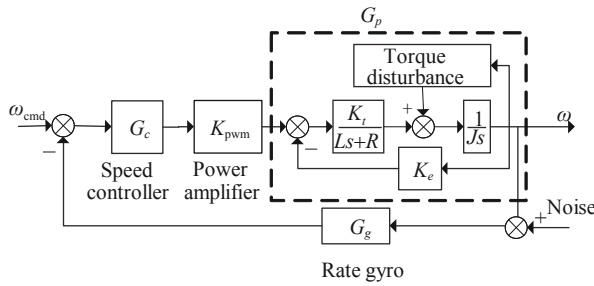 G_p
Torque
disturbance
ω_cmd
G_c
K_pwm
K_t
Ls+R
+
1
Js
ω
−
−
K_e
Speed
controller
Power
amplifier
G_g
+
Noise
Rate gyro